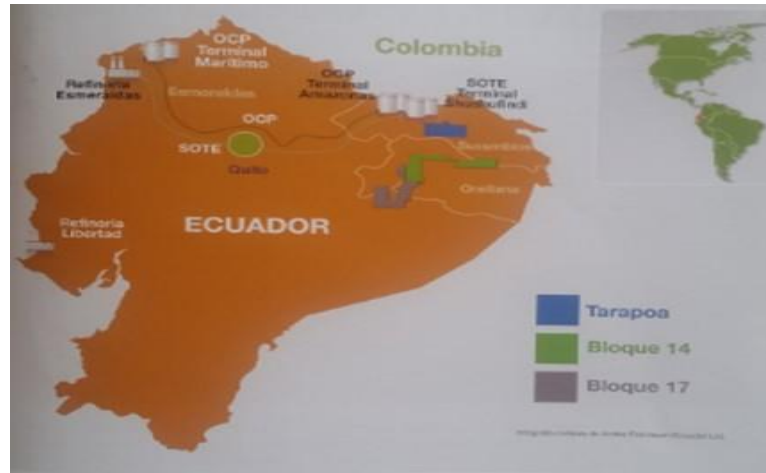 OCP
Terminal
Marítimo
Colombia
Refinería
Esmeraldas
Esmeraldas
OCP
Terminal
Amazonas
SOTE
Terminal
OCP
SOTE
Quito
Sucumbíos
Orellana
Refinería
Libertad
ECUADOR
Tarapoa
Bloque 14
Bloque 17